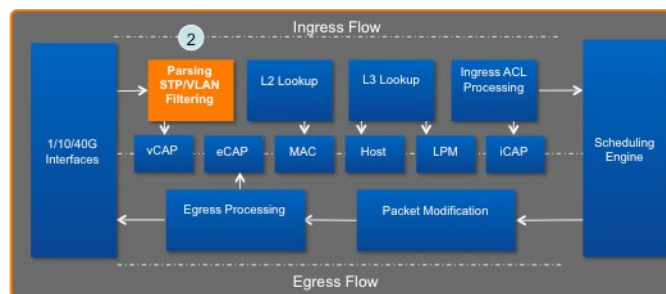 Ingress Flow
2
Parsing
STP/VLAN
Filtering
L2 Lookup
L3 Lookup
Ingress ACL
Processing
1/10/40G
Interfaces
vCAP
eCAP
MAC
Host
LPM
iCAP
Scheduling
Engine
Egress Processing
Packet Modification
Egress Flow